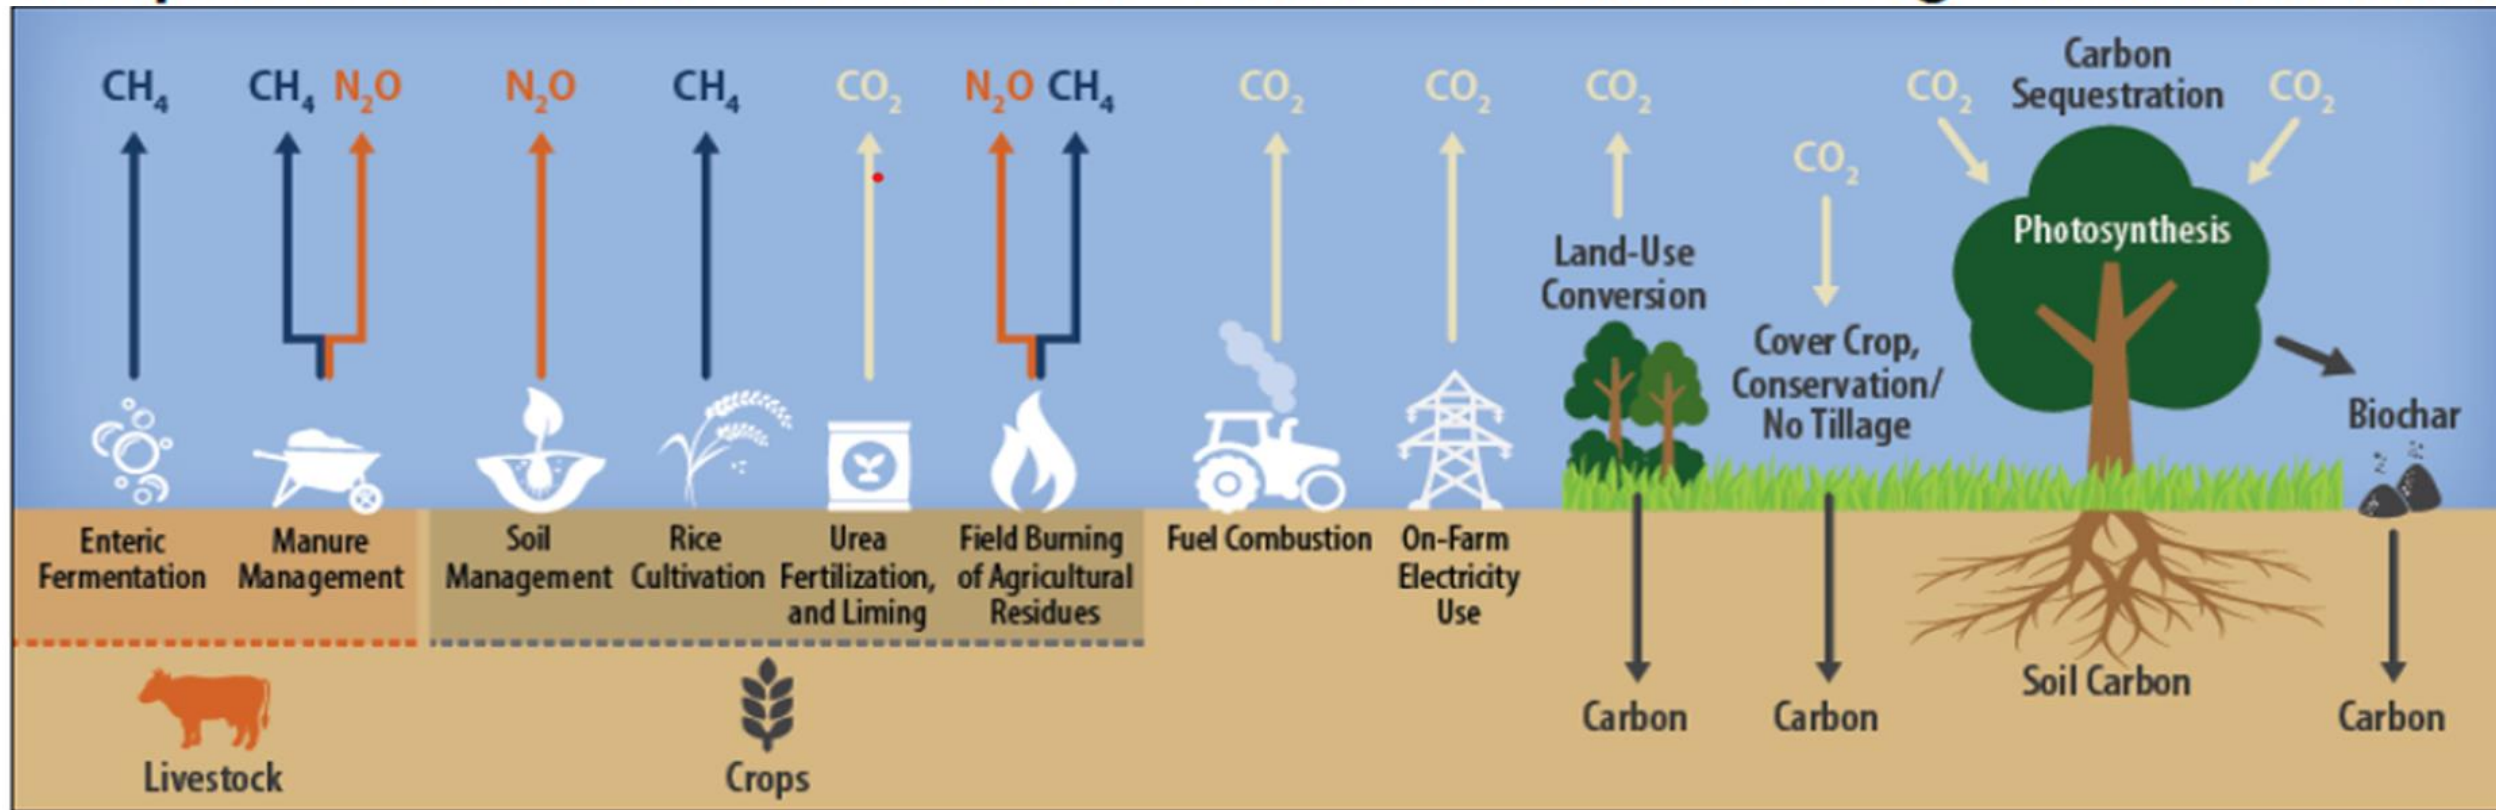 CH₄
CH₄ N₂O
N₂O
CH₄
CO₂
N₂O CH₄
CO₂
CO₂
CO₂
CO₂
CO₂
Carbon
Sequestration
CO₂
Photosynthesis
Land-Use
Conversion
Cover Crop,
Conservation/
No Tillage
Biochar
Enteric
Fermentation
Manure
Management
Soil
Management
Rice
Cultivation
Urea
Fertilization,
and Liming
Field Burning
of Agricultural
Residues
Fuel Combustion
On-Farm
Electricity
Use
Carbon
Carbon
Soil Carbon
Carbon
Livestock
Crops